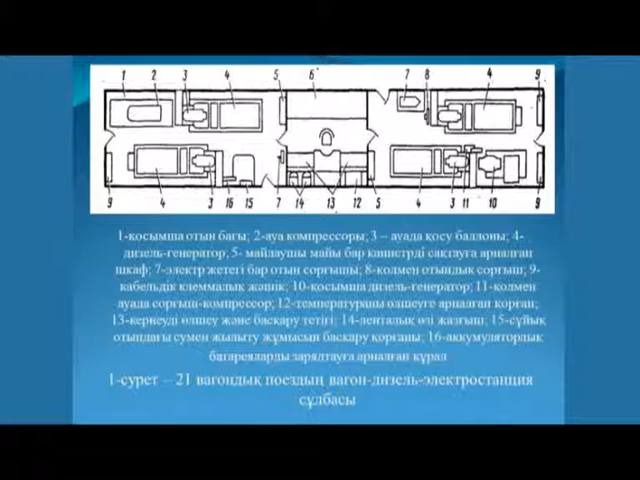 1 2 3 4 5 6 7 8 4 9
9 4 3 16 15 7 14 13 12 5 4 3 11 10 9
1-қосымша отын бағы; 2-ауа компрессоры; 3 – ауада қосу баллоны; 4-
дизель-генератор; 5- майлаушы майы бар канистрді сақтауға арналған
шкаф; 7-электр жетегі бар отын сорғышы; 8-қолмен отындық сорғыш; 9-
кабельдік клеммалық жәшік; 10-қосымша дизель-генератор; 11-қолмен
ауада сорғыш-компрессор; 12-температураны өлшеуге арналған қорған;
13-кернеуді өлшеу және басқару тетігі; 14-ленталық өзі жазғыш; 15-сұйық
отындағы сумен жылыту жұмысын басқару қорғаны; 16-аккумуляторлық
батареяларды зарядтауға арналған құрал
1-сурет – 21 вагондық поездың вагон-дизель-электростанция
сұлбасы